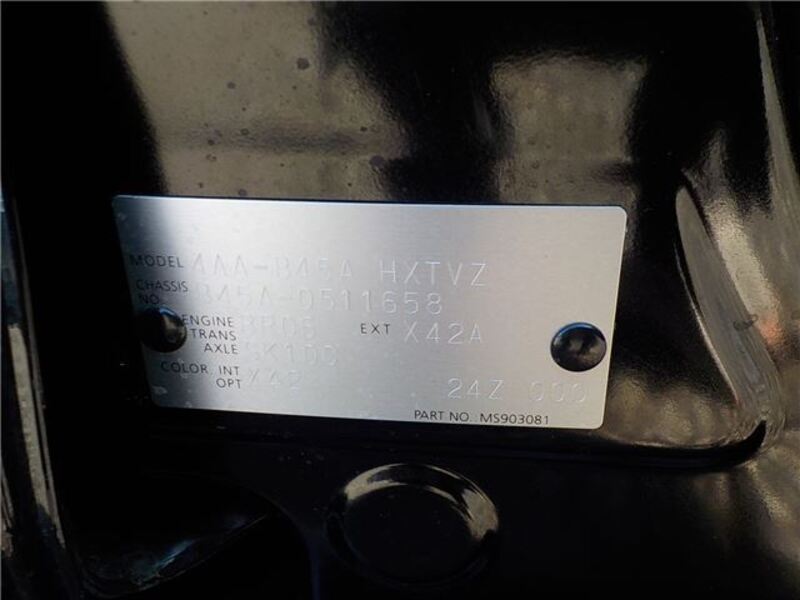 MODEL 4AA-B45A HXTVZ
CHASSIS NO. B45A-0511658
ENGINE BR06 EXT X42A
TRANS
AXLE 5K1D0
COLOR, INT X42
OPT 24Z 000
PART NO.: MS903081